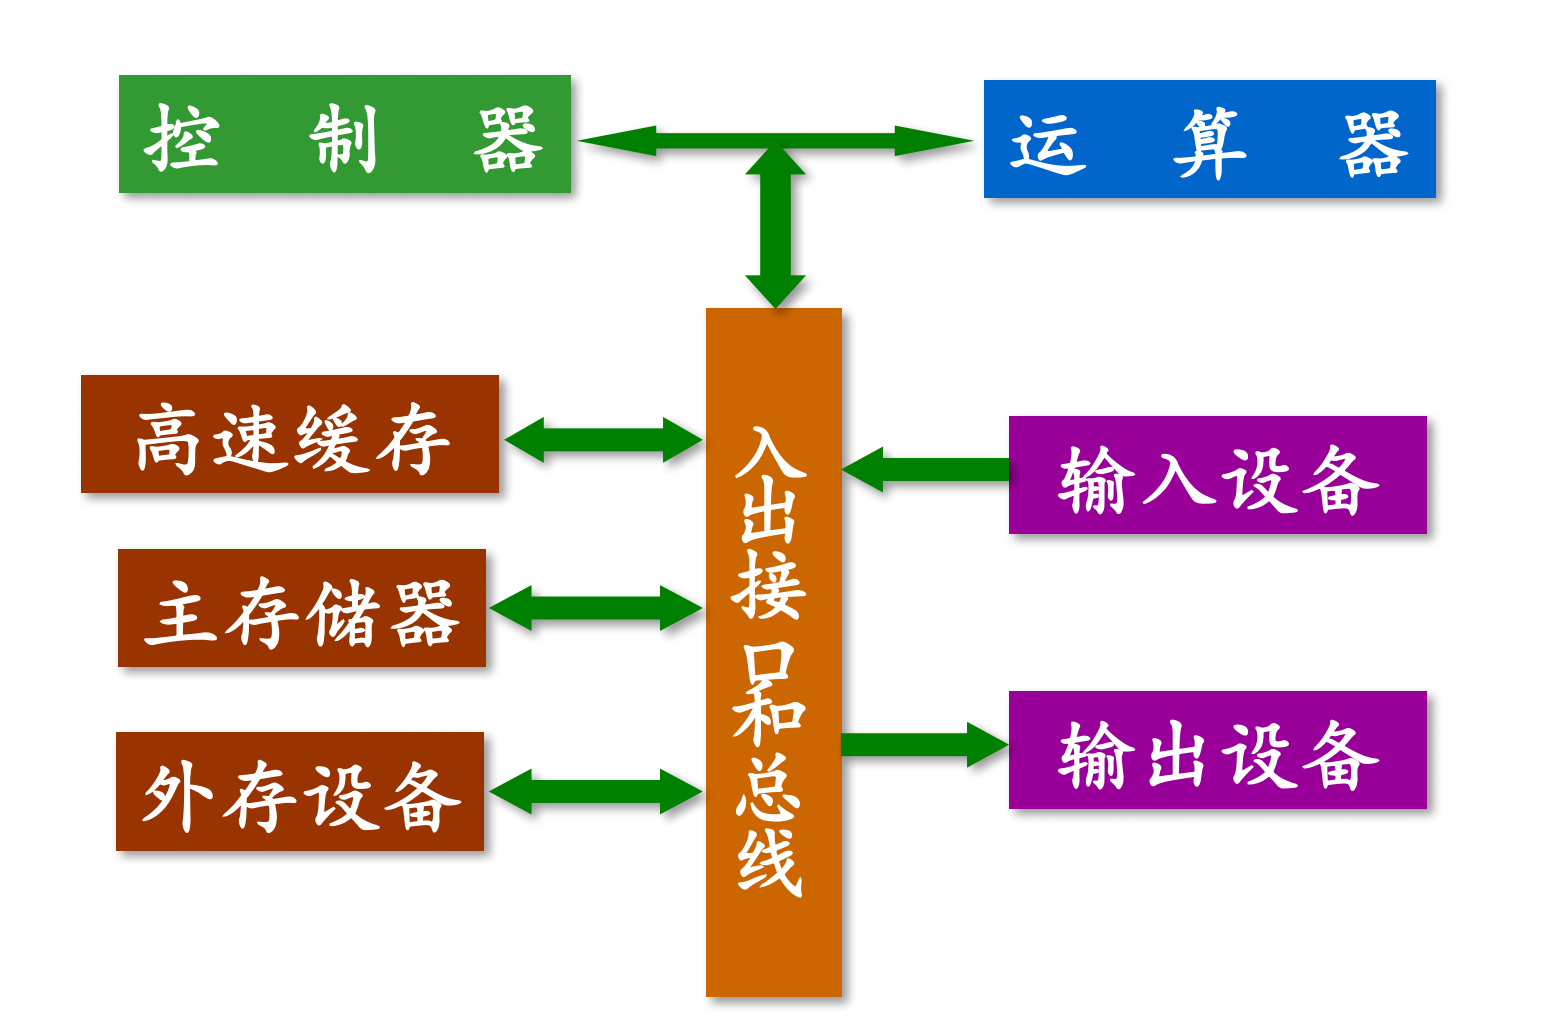 控制器
运算器
高速缓存
主存储器
外存设备
入出接口和总线
输入设备
输出设备